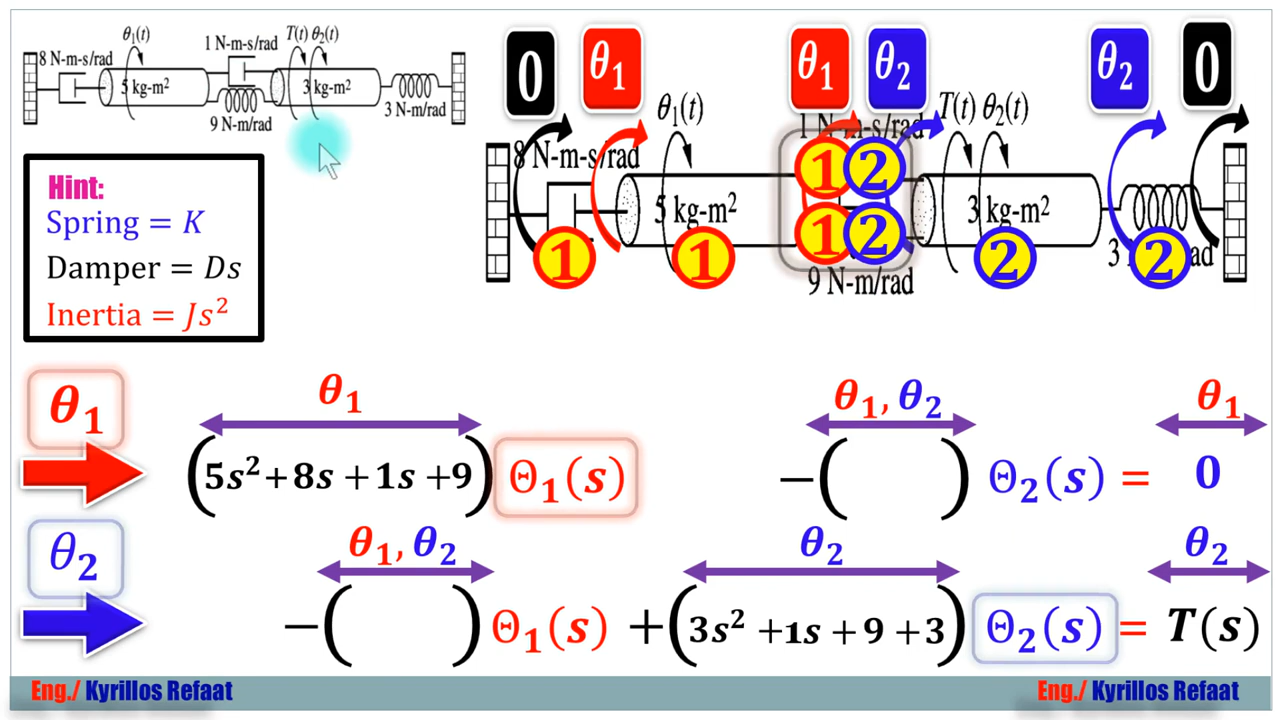 θ₁(t)
1 N-m-s/rad
T(t) θ₂(t)
8 N-m-s/rad
5 kg-m²
3 kg-m²
9 N-m/rad
3 N-m/rad
0
θ₁
θ₁
θ₂
θ₂
0
θ₁(t)
1 N-m-s/rad
T(t) θ₂(t)
8 N-m-s/rad
1 2
5 kg-m²
3 kg-m²
1 1 1 2 2 2
9 N-m/rad
Hint:
Spring = K
Damper = Ds
Inertia = Js²
θ₁
θ₁
θ₁, θ₂
θ₁
(5s² + 8s + 1s + 9) Θ₁(s) −( ) Θ₂(s) = 0
θ₂
θ₁, θ₂
θ₂
θ₂
−( ) Θ₁(s) + (3s² + 1s + 9 + 3) Θ₂(s) = T(s)
Eng./ Kyrillos Refaat
Eng./ Kyrillos Refaat